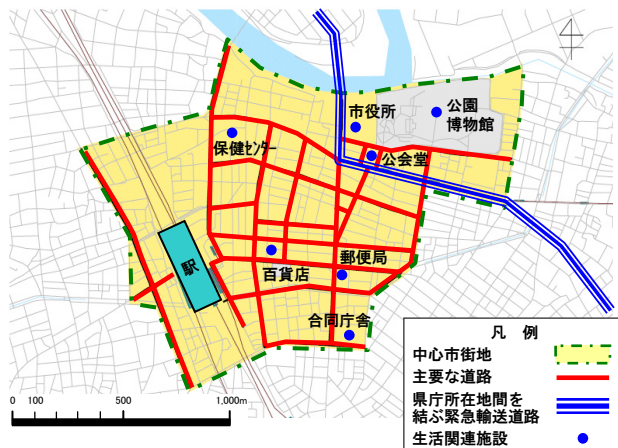 市役所
公園
博物館
保健センター
公会堂
駅
郵便局
百貨店
合同庁舎
0 100 500 1,000m
凡 例
中心市街地
主要な道路
県庁所在地間を
結ぶ緊急輸送道路
生活関連施設